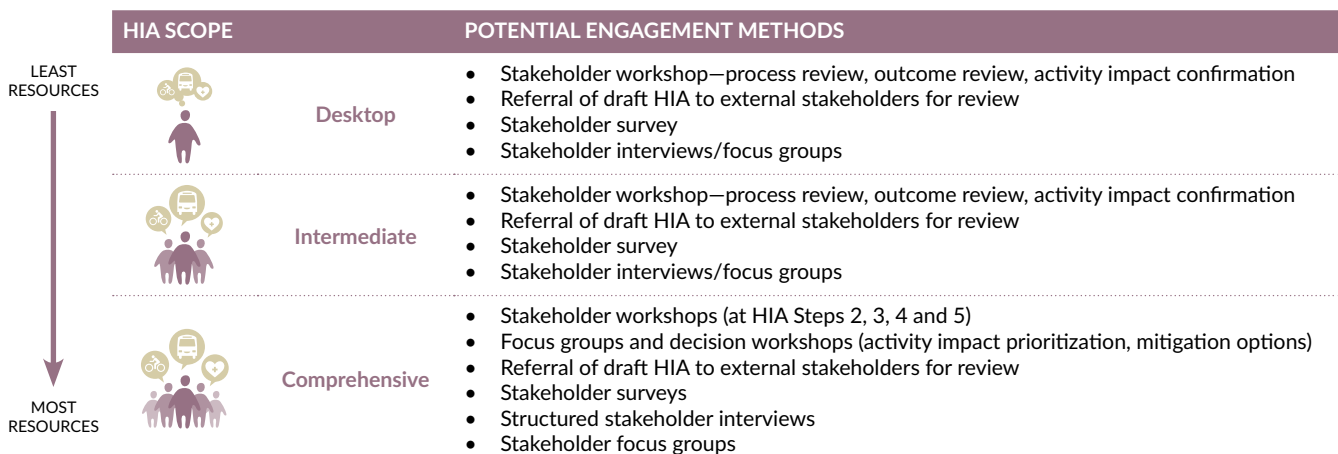 HIA SCOPE POTENTIAL ENGAGEMENT METHODS
LEAST
RESOURCES
Desktop
• Stakeholder workshop—process review, outcome review, activity impact confirmation
• Referral of draft HIA to external stakeholders for review
• Stakeholder survey
• Stakeholder interviews/focus groups
Intermediate
• Stakeholder workshop—process review, outcome review, activity impact confirmation
• Referral of draft HIA to external stakeholders for review
• Stakeholder survey
• Stakeholder interviews/focus groups
Comprehensive
• Stakeholder workshops (at HIA Steps 2, 3, 4 and 5)
• Focus groups and decision workshops (activity impact prioritization, mitigation options)
• Referral of draft HIA to external stakeholders for review
• Stakeholder surveys
• Structured stakeholder interviews
• Stakeholder focus groups
MOST
RESOURCES